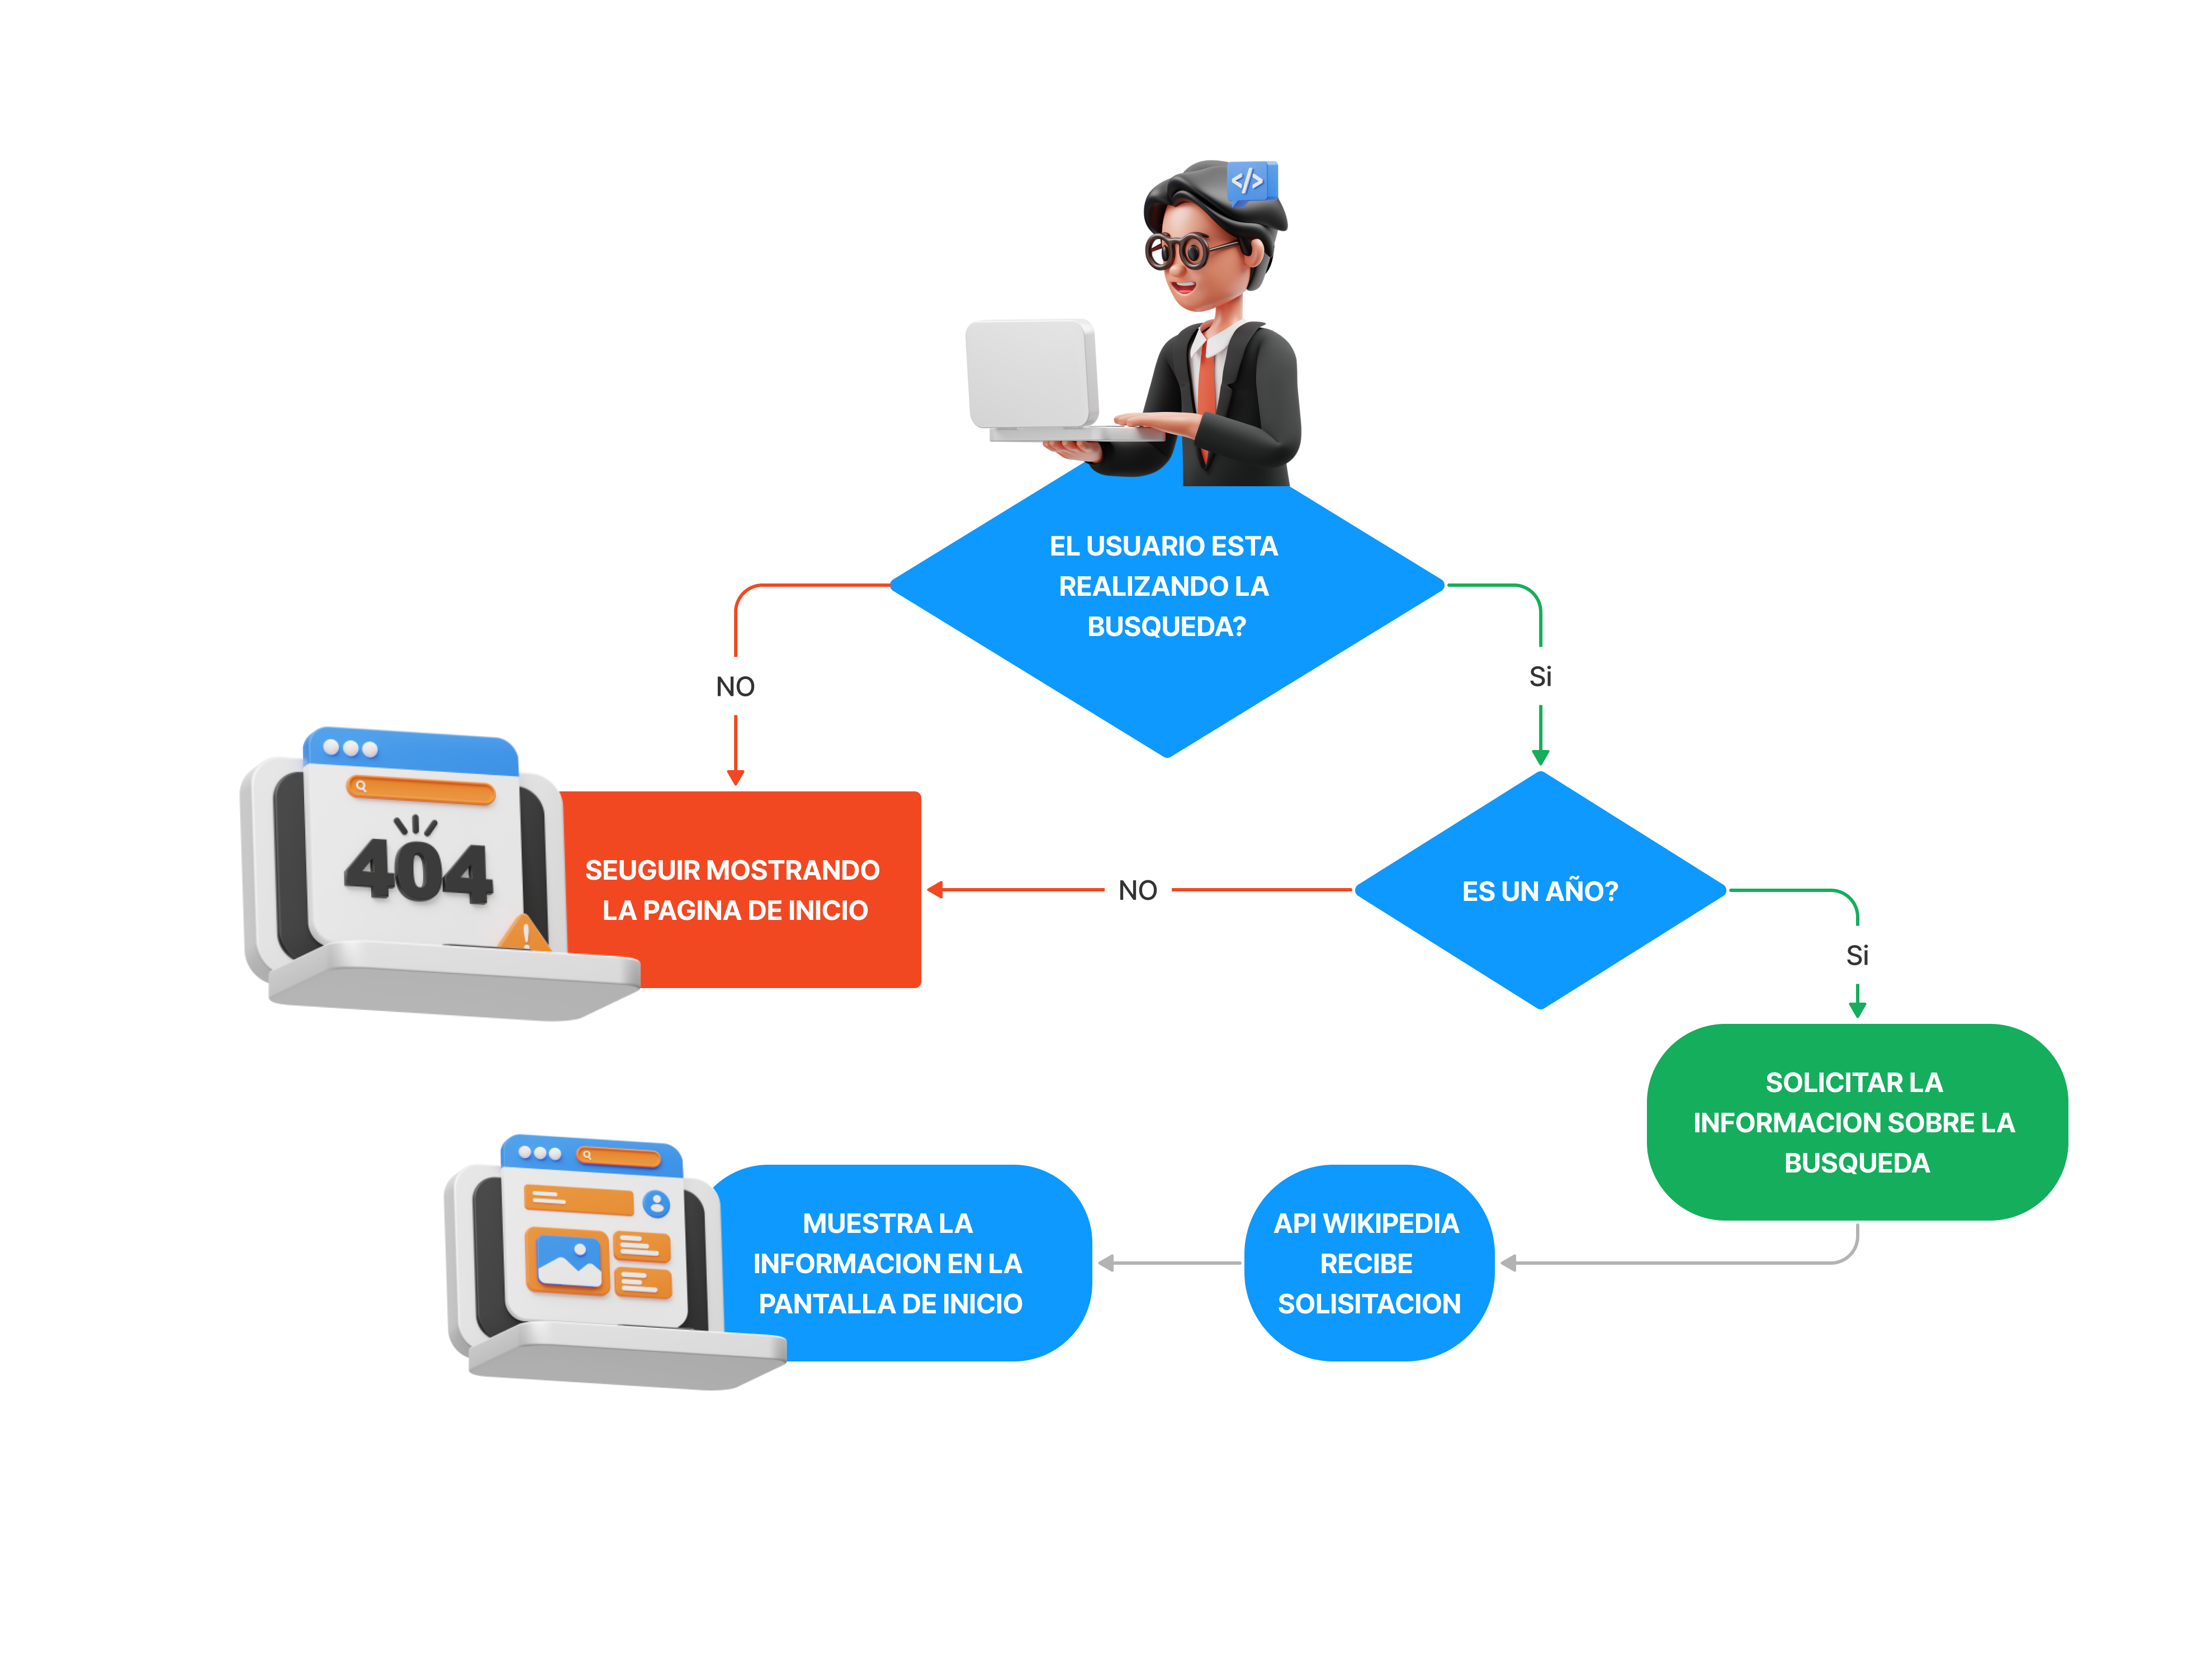 </>
EL USUARIO ESTA
REALIZANDO LA
BUSQUEDA?
NO
Si
404
SEUGUIR MOSTRANDO
LA PAGINA DE INICIO
NO
ES UN AÑO?
Si
SOLICITAR LA
INFORMACION SOBRE LA
BUSQUEDA
MUESTRA LA
INFORMACION EN LA
PANTALLA DE INICIO
API WIKIPEDIA
RECIBE
SOLISITACION